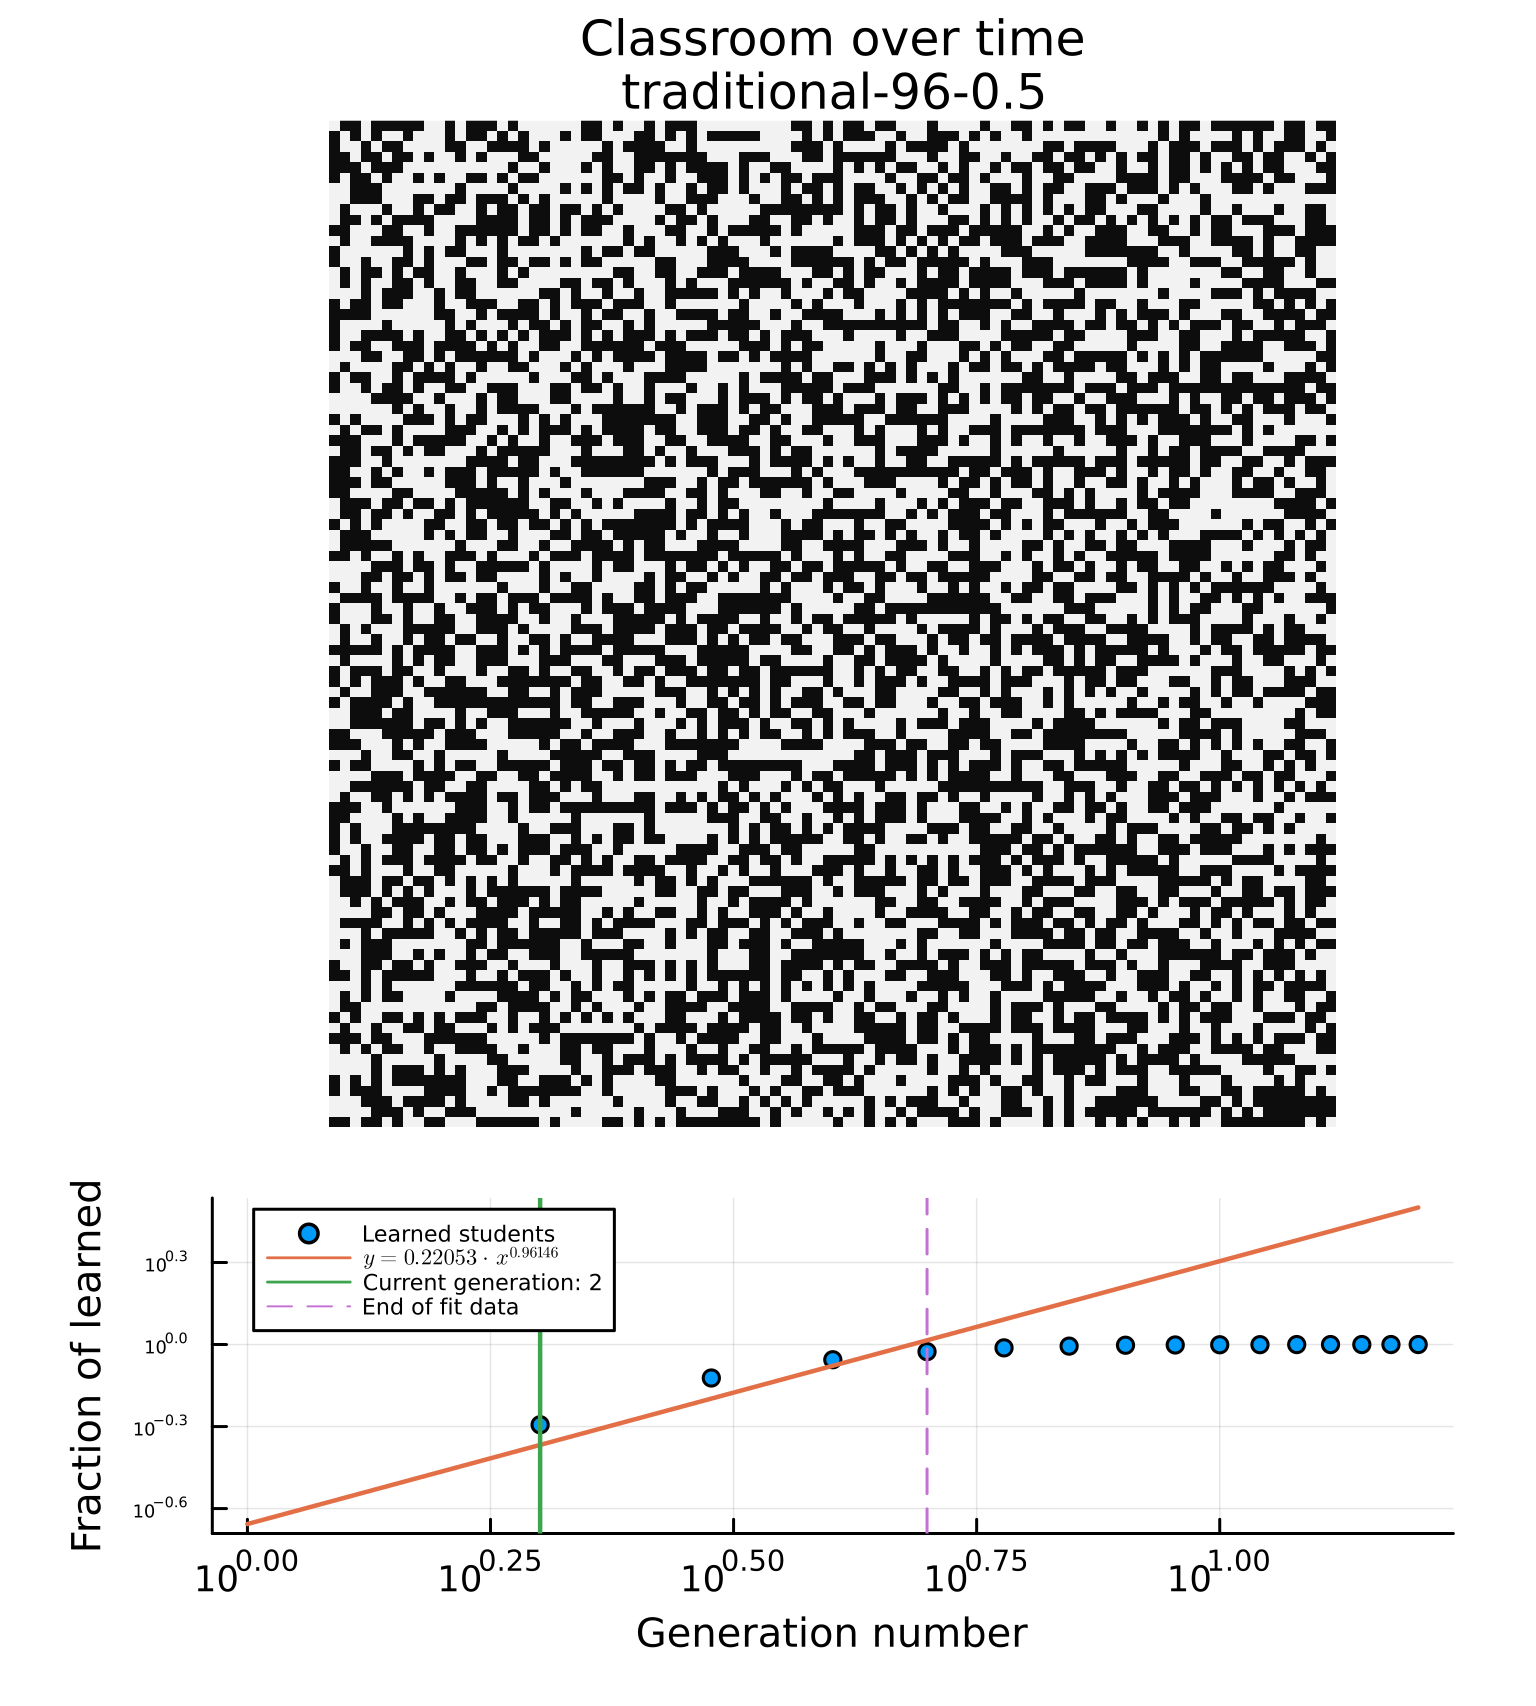 Classroom over time
traditional-96-0.5
Fraction of learned
Learned students
y = 0.22053 · x^0.96146
Current generation: 2
End of fit data
10^0.3
10^0.0
10^−0.3
10^−0.6
10^0.00 10^0.25 10^0.50 10^0.75 10^1.00
Generation number